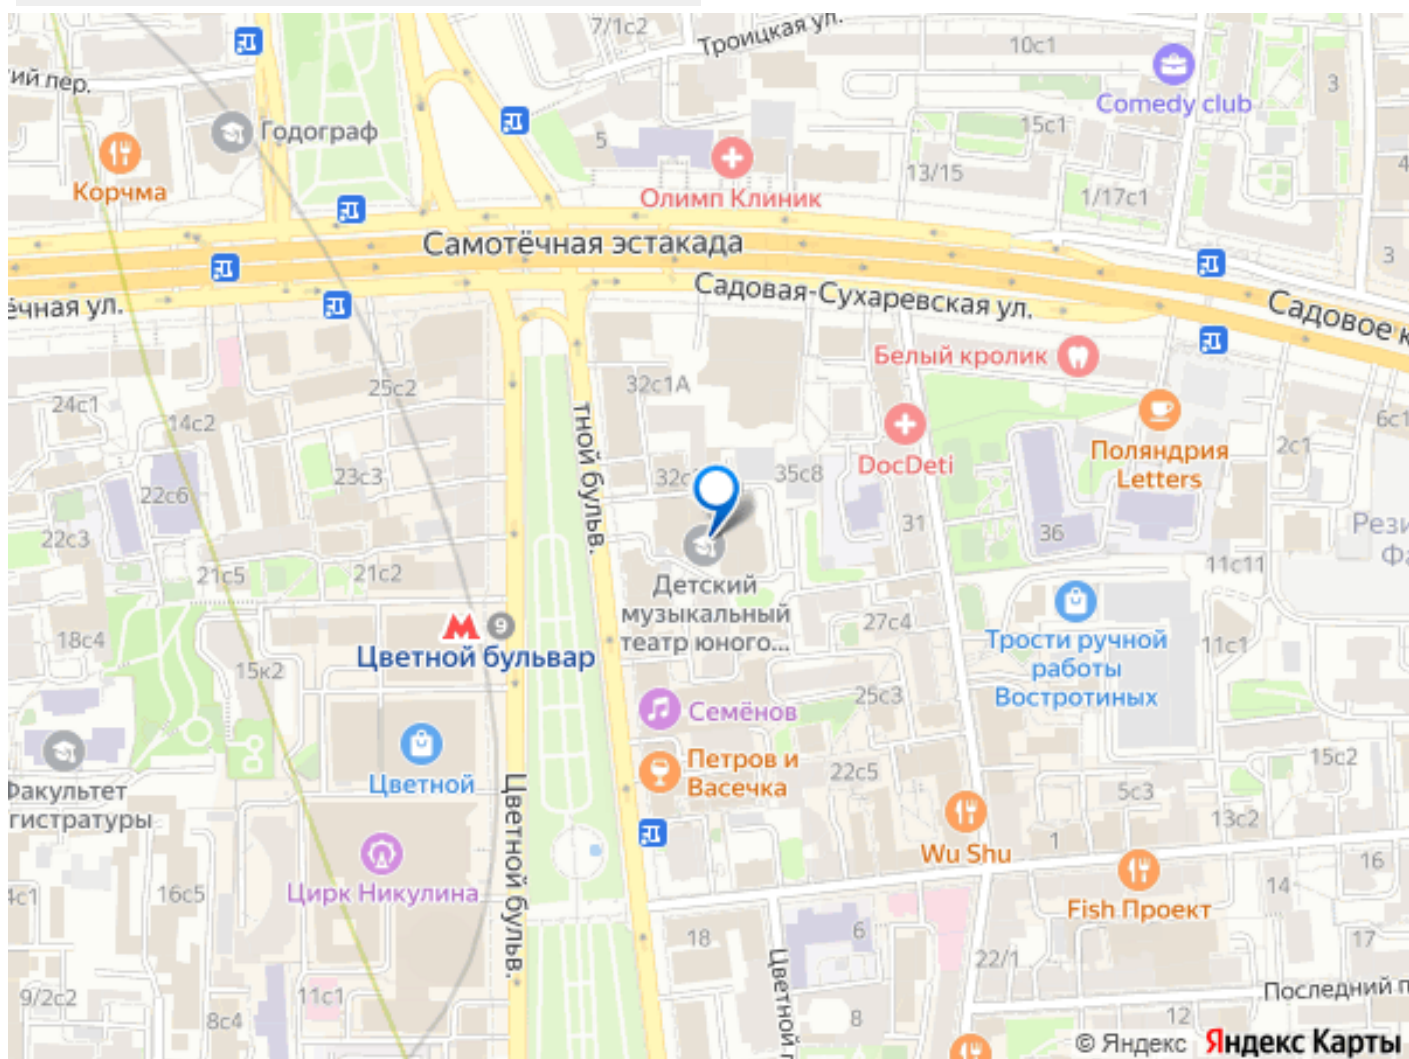 7/1с2
Троицкая ул.
10с1
ий пер.
3
Comedy club
Годограф
5
15с1
Корчма
13/15
4
Олимп Клиник
1/17с1
Самотёчная эстакада
3
Садовая-Сухаревская ул.
ёчная ул.
Садовое к
Белый кролик
25с2
32с1А
24с1
14с2
тной бульв.
6с1
2с1
Поляндрия
Letters
DocDeti
23с3
32с
35с8
22с6
31
36
Рези
Фа
22с3
21с5
21с2
11с11
Детский
музыкальный
театр юного...
9
27с4
18с4
Цветной бульвар
Трости ручной
работы
Востротиных
11с1
15к2
25с3
Семёнов
Цветной
Петров и
Васечка
22с5
15с2
Факультет
гистратуры
Цветной бульв.
5с3
13с2
Wu Shu
1
16
Цирк Никулина
14
4с1
16с5
Fish Проект
18
6
17
22/1
Цветной п
9/2с2
11с1
Последний п
8с4
8
12
© Яндекс Яндекс Карты